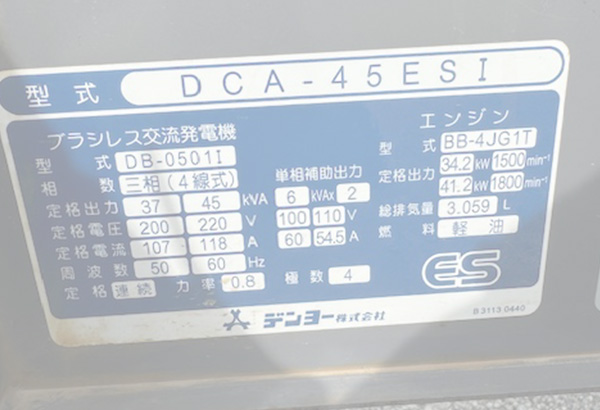 型式 DCA-45ESI
ブラシレス交流発電機
型式 DB-0501I
相数 三相(4線式)
定格出力 37 45 kVA
定格電圧 200 220 V
定格電流 107 118 A
周波数 50 60 Hz
定格 連続 力率 0.8
単相補助出力
6 kVA× 2
100 110 V
60 54.5 A
極数 4
エンジン
型式 BB-4JG1T
定格出力 34.2 kW 1500 min⁻¹
41.2 kW 1800 min⁻¹
総排気量 3.059 L
燃料 軽油
ES
デンヨー株式会社
B 3113 0440